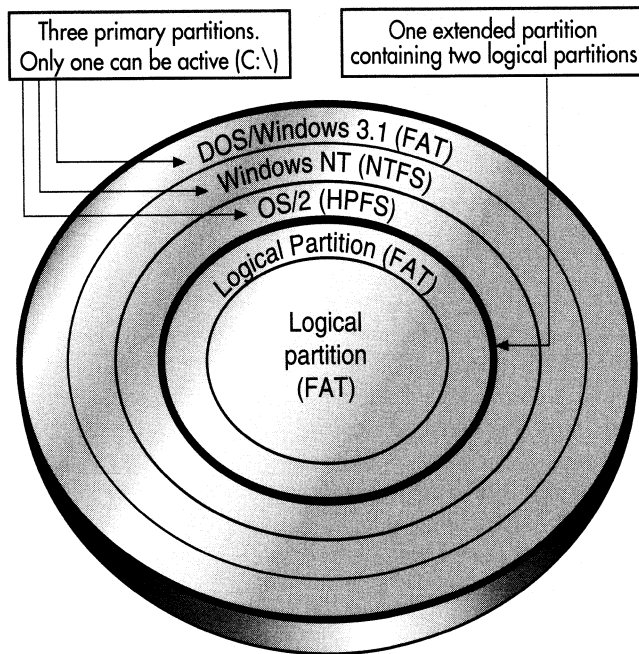 Three primary partitions.
Only one can be active (C:\)
One extended partition
containing two logical partitions
DOS/Windows 3.1 (FAT)
Windows NT (NTFS)
OS/2 (HPFS)
Logical Partition (FAT)
Logical
partition
(FAT)